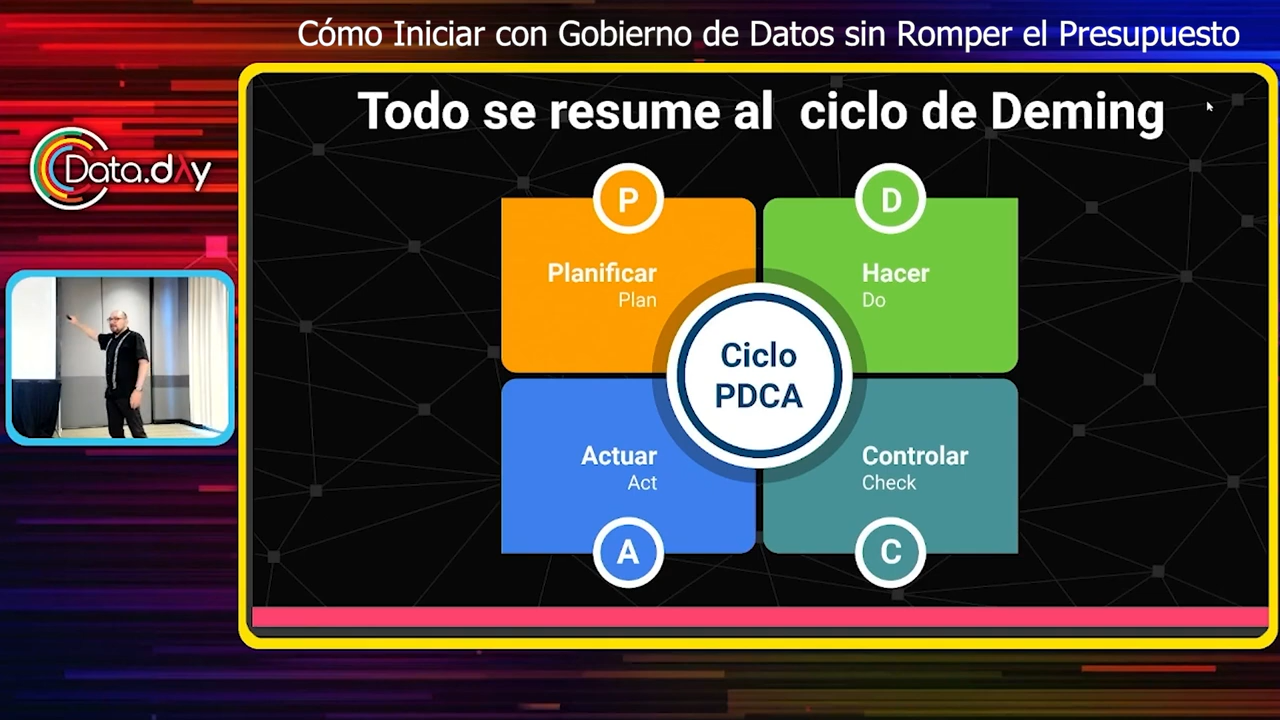 Cómo Iniciar con Gobierno de Datos sin Romper el Presupuesto
Todo se resume al ciclo de Deming
Data.dAy
P
D
Planificar
Plan
Hacer
Do
Ciclo
PDCA
Actuar
Act
Controlar
Check
A
C